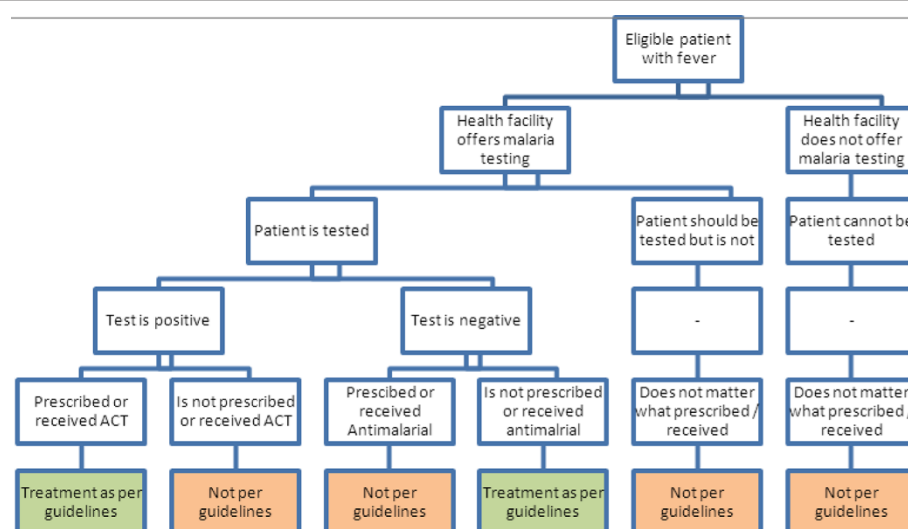 Eligible patient
with fever
Health facility
offers malaria
testing
Health facility
does not offer
malaria testing
Patient is tested
Patient should be
tested but is not
Patient cannot be
tested
Test is positive
Test is negative
-
-
Prescribed or
received ACT
Is not prescribed
or received ACT
Prescibed or
received
Antimalarial
Is not prescribed
or received
antimalrial
Does not matter
what prescribed /
received
Does not matter
what prescribed /
received
Treatment as per
guidelines
Not per
guidelines
Not per
guidelines
Treatment as per
guidelines
Not per
guidelines
Not per
guidelines